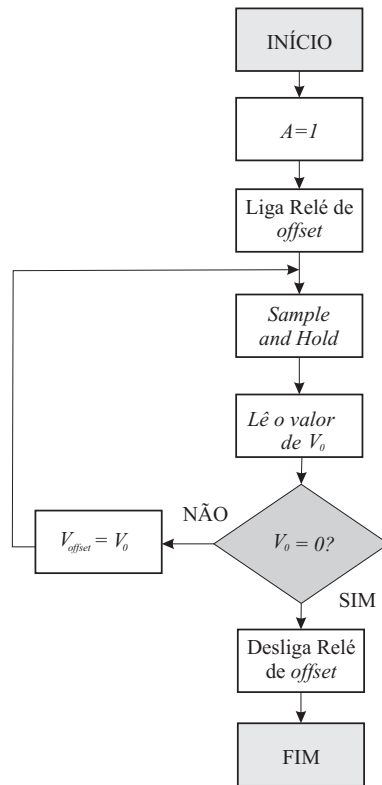 INÍCIO
A=1
Liga Relé de
offset
Sample
and Hold
Lê o valor
de V₀
NÃO
V₀ = 0?
V_offset = V₀
SIM
Desliga Relé
de offset
FIM